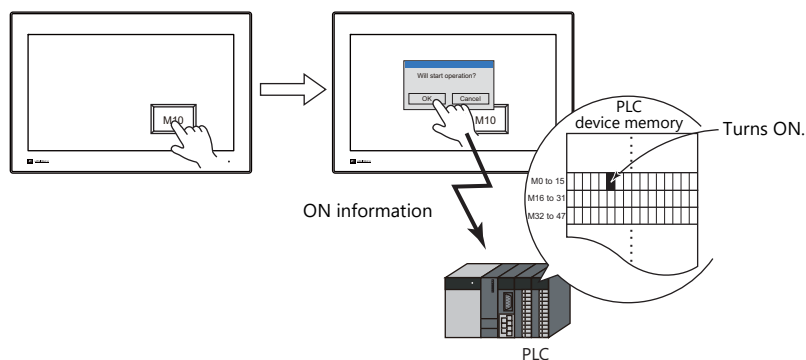 M10
Will start operation?
OK
Cancel
M10
PLC
device memory
Turns ON.
M0 to 15
M16 to 31
M32 to 47
ON information
PLC